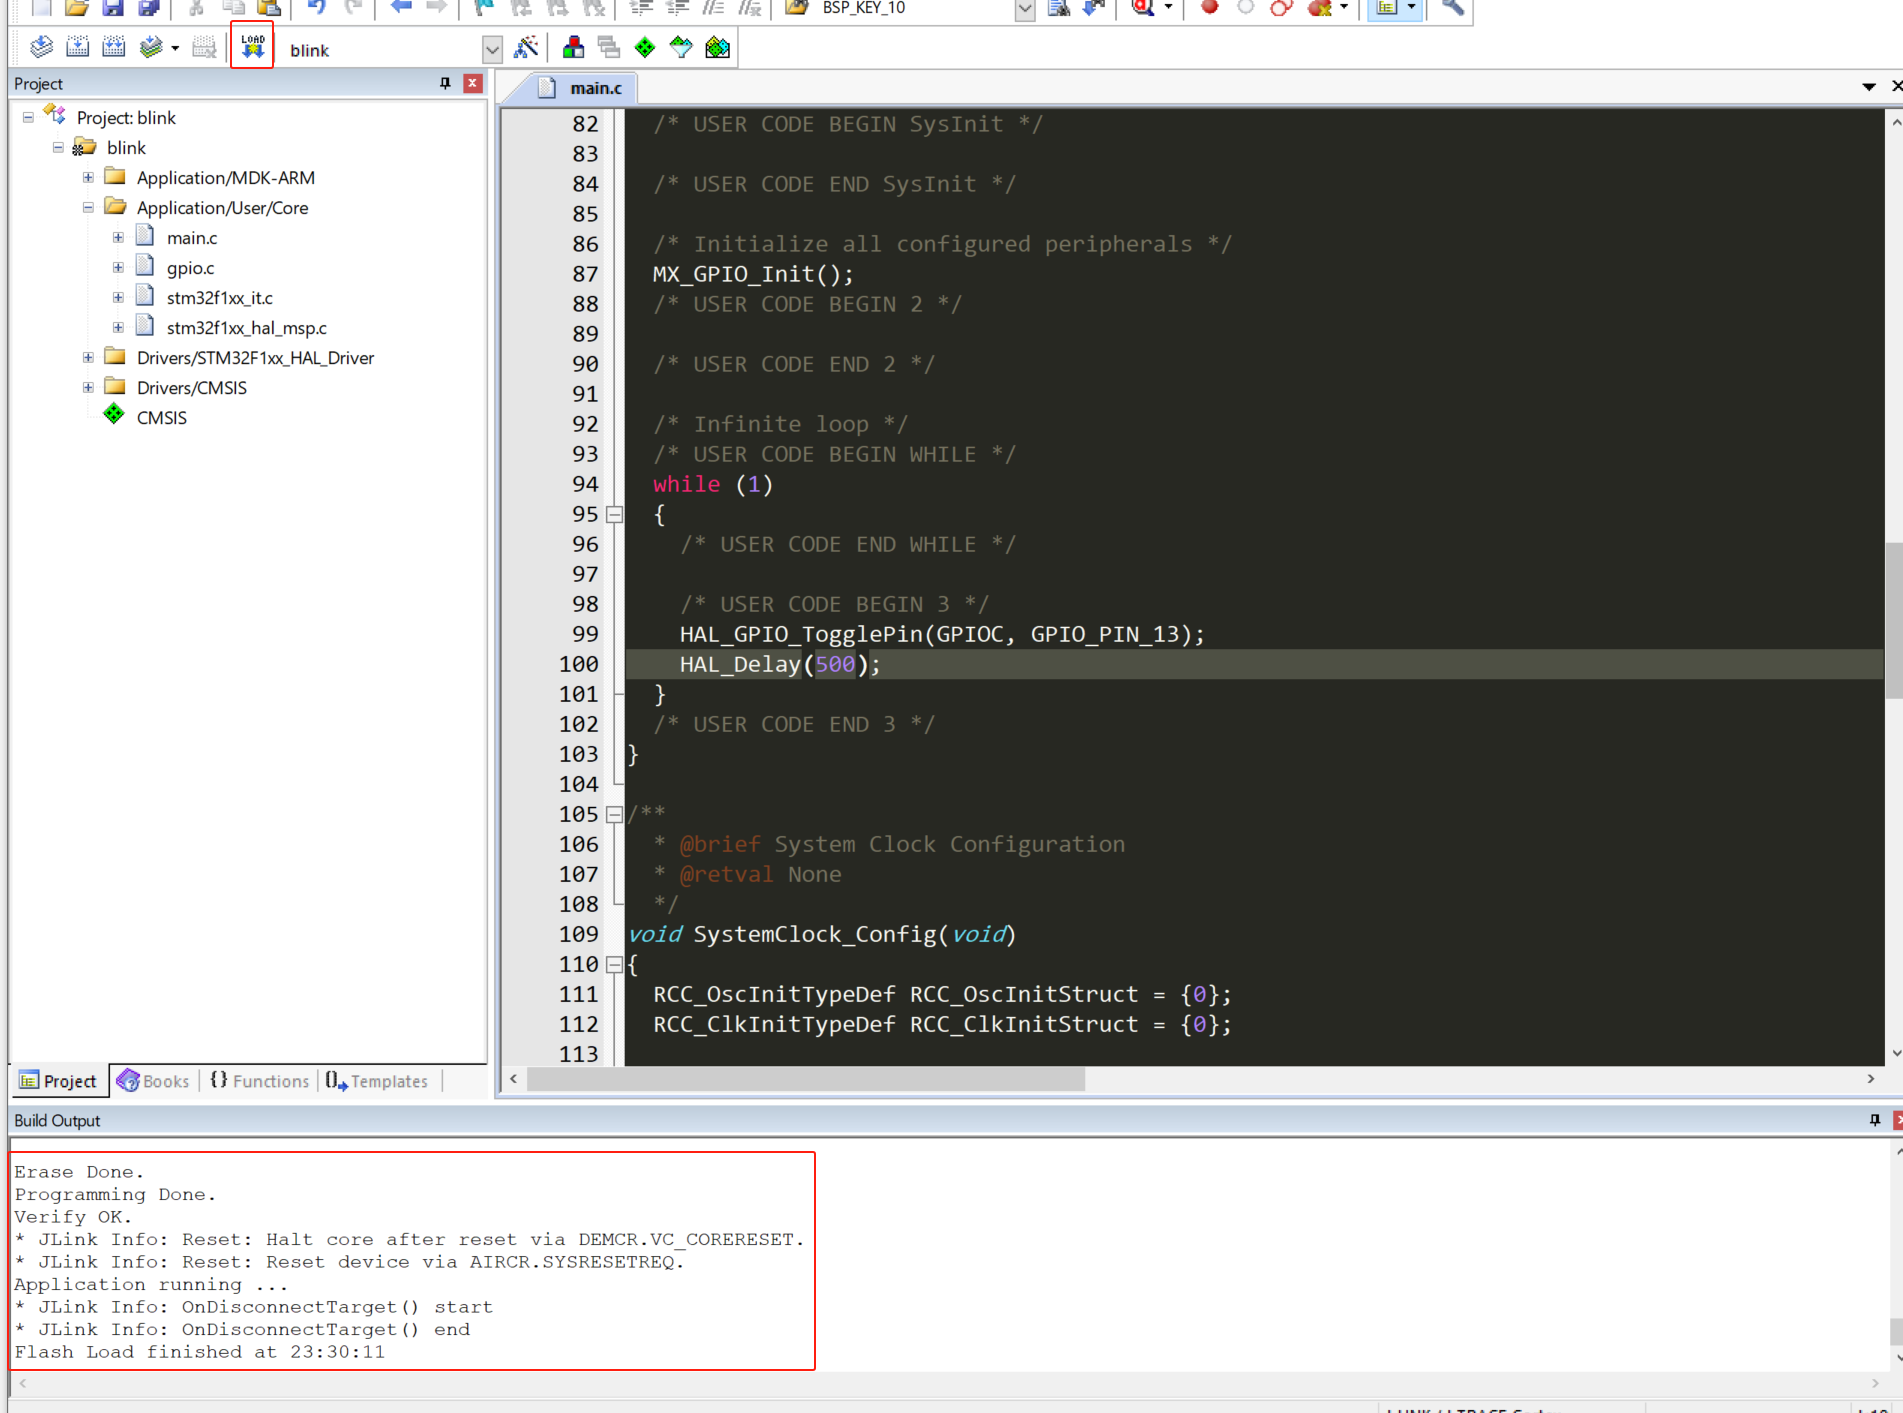 BSP_KEY_10
LOAD
blink
Project
main.c
Project: blink
blink
Application/MDK-ARM
Application/User/Core
main.c
gpio.c
stm32f1xx_it.c
stm32f1xx_hal_msp.c
Drivers/STM32F1xx_HAL_Driver
Drivers/CMSIS
CMSIS
82 /* USER CODE BEGIN SysInit */
83
84 /* USER CODE END SysInit */
85
86 /* Initialize all configured peripherals */
87 MX_GPIO_Init();
88 /* USER CODE BEGIN 2 */
89
90 /* USER CODE END 2 */
91
92 /* Infinite loop */
93 /* USER CODE BEGIN WHILE */
94 while (1)
95 {
96 /* USER CODE END WHILE */
97
98 /* USER CODE BEGIN 3 */
99 HAL_GPIO_TogglePin(GPIOC, GPIO_PIN_13);
100 HAL_Delay(500);
101 }
102 /* USER CODE END 3 */
103 }
104
105 /**
106 * @brief System Clock Configuration
107 * @retval None
108 */
109 void SystemClock_Config(void)
110 {
111 RCC_OscInitTypeDef RCC_OscInitStruct = {0};
112 RCC_ClkInitTypeDef RCC_ClkInitStruct = {0};
113
Project Books {} Functions Templates
Build Output
Erase Done.
Programming Done.
Verify OK.
* JLink Info: Reset: Halt core after reset via DEMCR.VC_CORERESET.
* JLink Info: Reset: Reset device via AIRCR.SYSRESETREQ.
Application running ...
* JLink Info: OnDisconnectTarget() start
* JLink Info: OnDisconnectTarget() end
Flash Load finished at 23:30:11